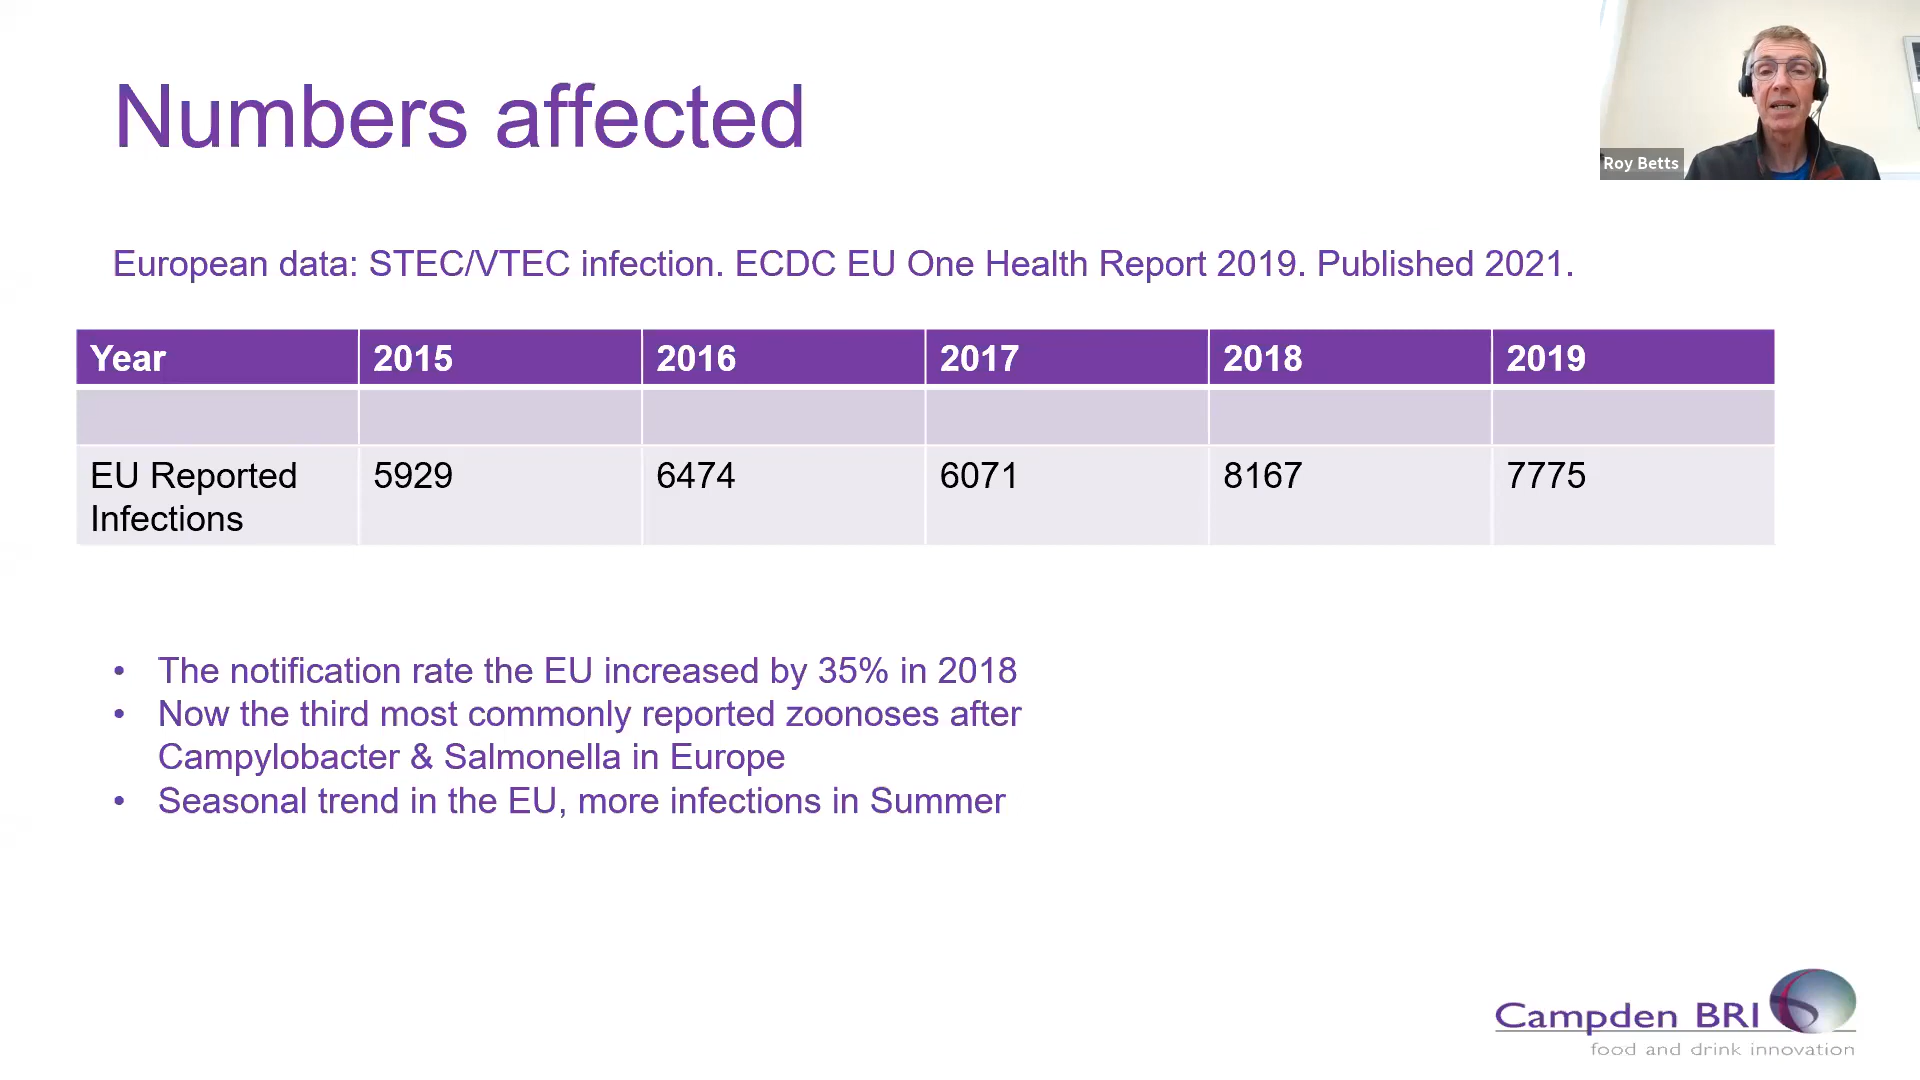 Numbers affected
Roy Betts
European data: STEC/VTEC infection. ECDC EU One Health Report 2019. Published 2021.
Year 2015 2016 2017 2018 2019
EU Reported 5929 6474 6071 8167 7775
Infections
• The notification rate the EU increased by 35% in 2018
• Now the third most commonly reported zoonoses after
Campylobacter & Salmonella in Europe
• Seasonal trend in the EU, more infections in Summer
Campden BRI
food and drink innovation